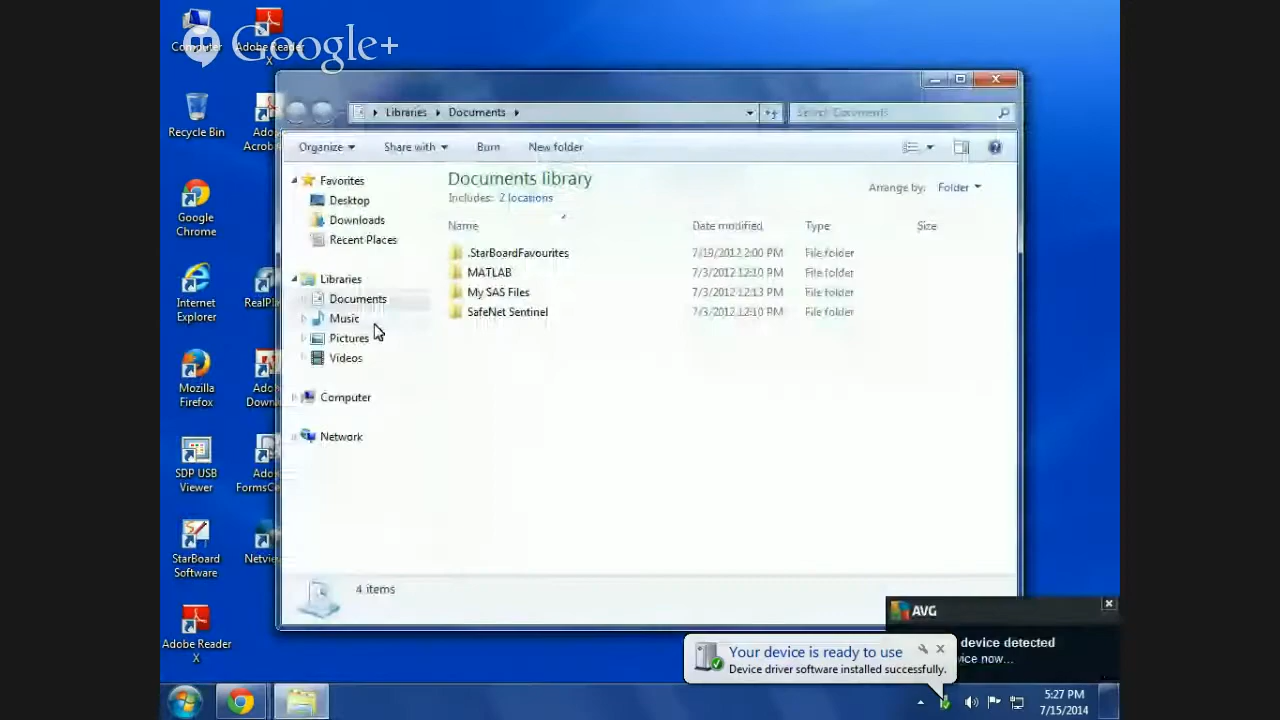 Computer
Adobe Reader
X
Google+
Recycle Bin
Google
Chrome
Internet
Explorer
Mozilla
Firefox
SDP USB
Viewer
StarBoard
Software
Adobe Reader
X
Libraries
Documents
Search Documents
Organize
Share with
Burn
New folder
Favorites
Desktop
Downloads
Recent Places
Libraries
Documents
Music
Pictures
Videos
Computer
Network
Documents library
Includes: 2 locations
Arrange by: Folder
Name Date modified Type Size
.StarBoardFavourites 7/19/2012 2:00 PM File folder
MATLAB 7/3/2012 12:10 PM File folder
My SAS Files 7/3/2012 12:13 PM File folder
SafeNet Sentinel 7/3/2012 12:10 PM File folder
4 items
AVG
device detected
now...
Your device is ready to use
Device driver software installed successfully.
5:27 PM
7/15/2014